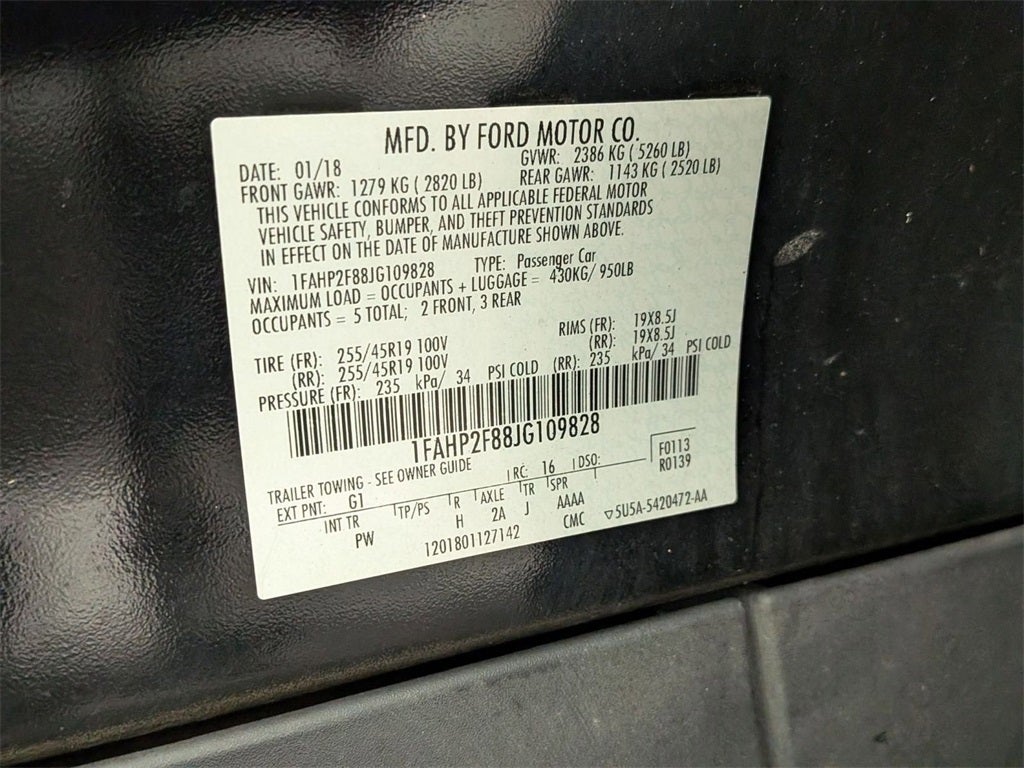 MFD. BY FORD MOTOR CO.
DATE: 01/18 GVWR: 2386 KG ( 5260 LB)
FRONT GAWR: 1279 KG ( 2820 LB) REAR GAWR: 1143 KG ( 2520 LB)
THIS VEHICLE CONFORMS TO ALL APPLICABLE FEDERAL MOTOR
VEHICLE SAFETY, BUMPER, AND THEFT PREVENTION STANDARDS
IN EFFECT ON THE DATE OF MANUFACTURE SHOWN ABOVE.
VIN: 1FAHP2F88JG109828 TYPE: Passenger Car
MAXIMUM LOAD = OCCUPANTS + LUGGAGE = 430KG/ 950LB
OCCUPANTS = 5 TOTAL; 2 FRONT, 3 REAR
TIRE (FR): 255/45R19 100V RIMS (FR): 19X8.5J
(RR): 255/45R19 100V (RR): 19X8.5J
PRESSURE (FR): 235 kPa/ 34 PSI COLD (RR): 235 kPa/ 34 PSI COLD
1FAHP2F88JG109828
TRAILER TOWING - SEE OWNER GUIDE
F0113
EXT PNT: G1 RC: 16 DSO: R0139
INT TR TP/PS R AXLE TR SPR
PW H 2A J AAAA
1201801127142 CMC ▽5U5A-5420472-AA